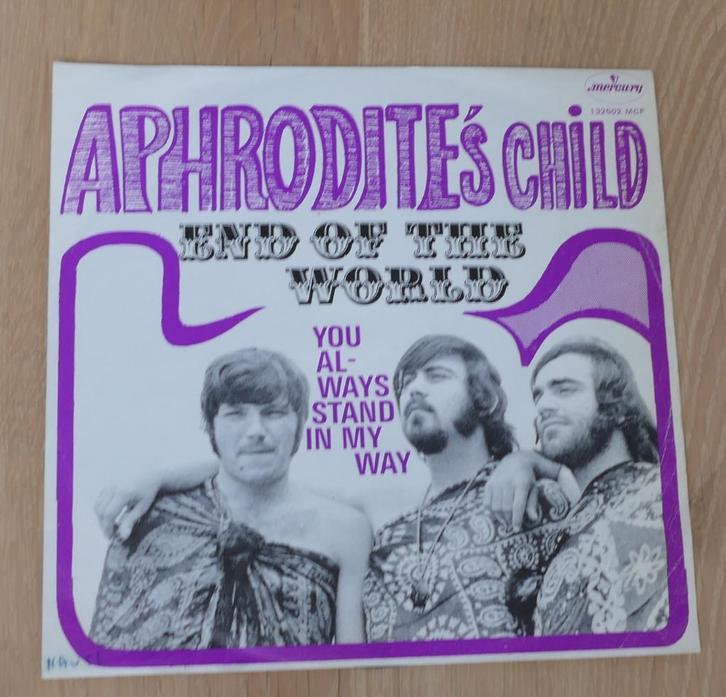 mercury
132602 MCF
APHRODITE'S CHILD
END OF THE
WORLD
YOU
AL-
WAYS
STAND
IN MY
WAY